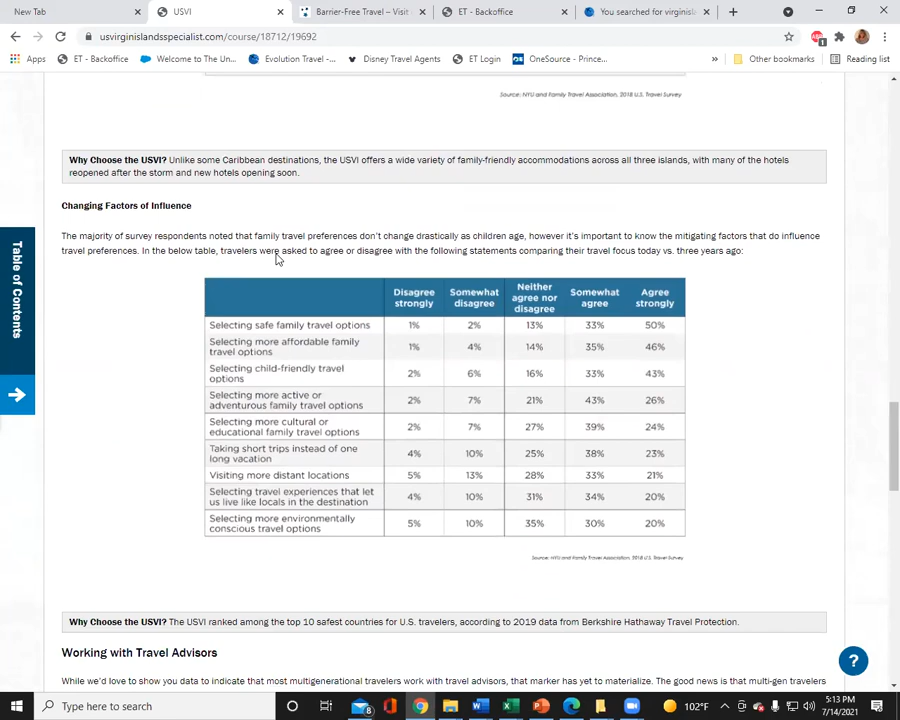 New Tab
USVI
Barrier-Free Travel – Visit
ET - Backoffice
You searched for virginisl
usvirginislandsspecialist.com/course/18712/19692
Apps
ET - Backoffice
Welcome to The Un...
Evolution Travel -...
Disney Travel Agents
ET Login
OneSource - Prince...
»
Other bookmarks
Reading list
Source: NYU and Family Travel Association, 2018 U.S. Travel Survey.
Why Choose the USVI? Unlike some Caribbean destinations, the USVI offers a wide variety of family-friendly accommodations across all three islands, with many of the hotels
reopened after the storm and new hotels opening soon.
Changing Factors of Influence
The majority of survey respondents noted that family travel preferences don't change drastically as children age, however it's important to know the mitigating factors that do influence
travel preferences. In the below table, travelers were asked to agree or disagree with the following statements comparing their travel focus today vs. three years ago:
Disagree strongly
Somewhat disagree
Neither agree nor disagree
Somewhat agree
Agree strongly
Selecting safe family travel options 1% 2% 13% 33% 50%
Selecting more affordable family
travel options 1% 4% 14% 35% 46%
Selecting child-friendly travel
options 2% 6% 16% 33% 43%
Selecting more active or
adventurous family travel options 2% 7% 21% 43% 26%
Selecting more cultural or
educational family travel options 2% 7% 27% 39% 24%
Taking short trips instead of one
long vacation 4% 10% 25% 38% 23%
Visiting more distant locations 5% 13% 28% 33% 21%
Selecting travel experiences that let
us live like locals in the destination 4% 10% 31% 34% 20%
Selecting more environmentally
conscious travel options 5% 10% 35% 30% 20%
Source: NYU and Family Travel Association, 2018 U.S. Travel Survey.
Why Choose the USVI? The USVI ranked among the top 10 safest countries for U.S. travelers, according to 2019 data from Berkshire Hathaway Travel Protection.
Working with Travel Advisors
While we'd love to show you data to indicate that most multigenerational travelers work with travel advisors, that marker has yet to materialize. The good news is that multi-gen travelers
Table of Contents
?
Type here to search
8
102°F
5:13 PM
7/14/2021